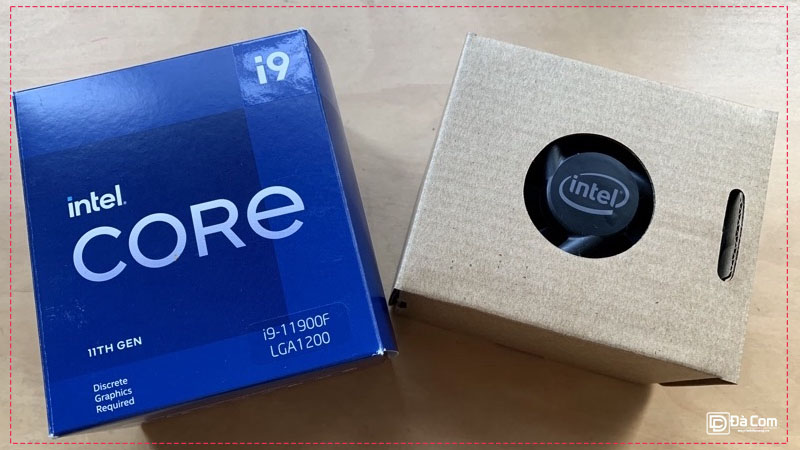 i9
intel.
CORe
11TH GEN
i9-11900F
LGA1200
Discrete
Graphics
Required
intel
Đà Com